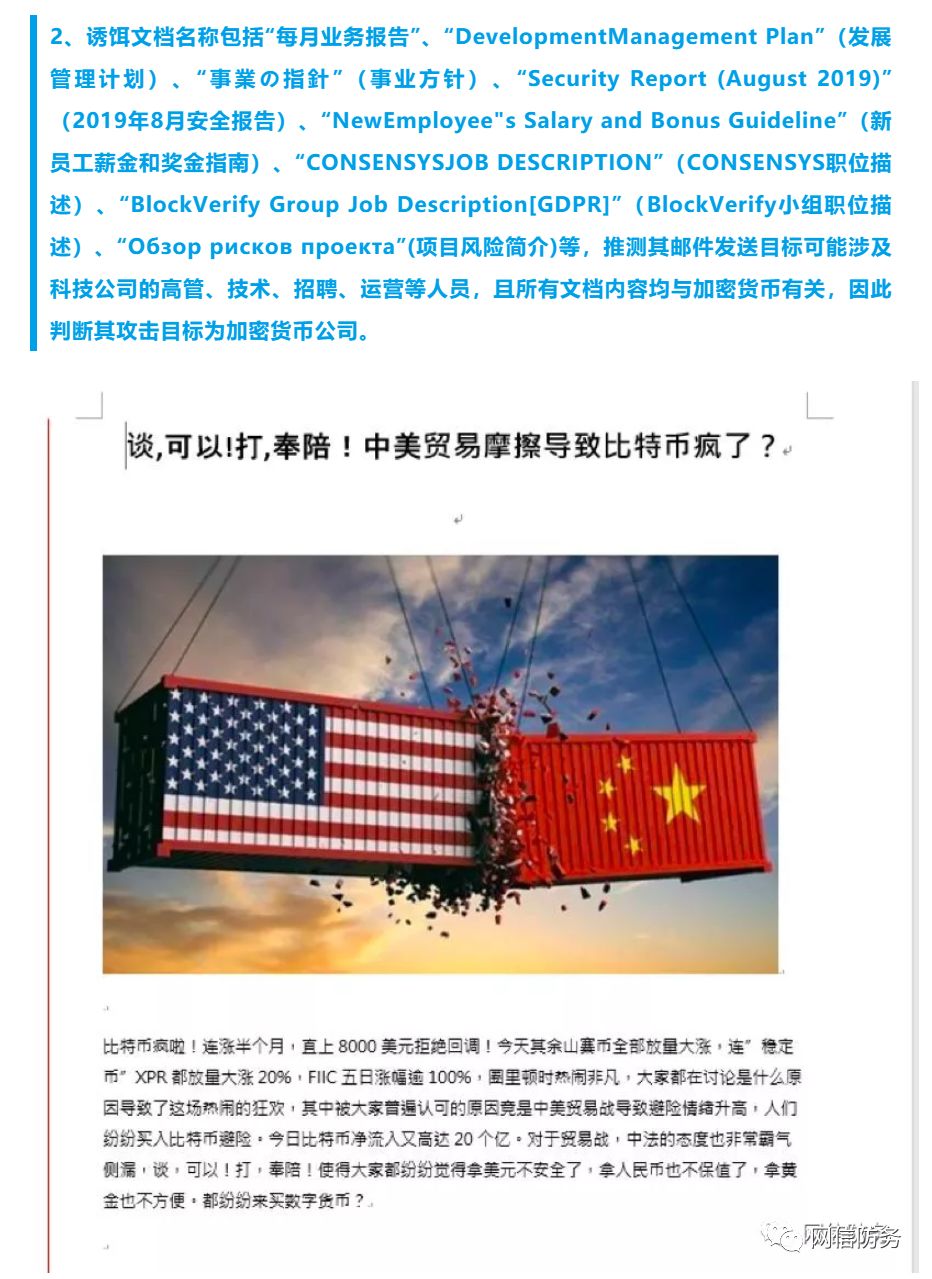 2、诱饵文档名称包括“每月业务报告”、“DevelopmentManagement Plan”（发展
管理计划）、“事業の指針”（事业方针）、“Security Report (August 2019)”
（2019年8月安全报告）、“NewEmployee"s Salary and Bonus Guideline”（新
员工薪金和奖金指南）、“CONSENSYSJOB DESCRIPTION”（CONSENSYS职位描
述）、“BlockVerify Group Job Description[GDPR]”（BlockVerify小组职位描
述）、“Обзор рисков проекта”(项目风险简介)等，推测其邮件发送目标可能涉及
科技公司的高管、技术、招聘、运营等人员，且所有文档内容均与加密货币有关，因此
判断其攻击目标为加密货币公司。
谈,可以!打,奉陪！中美贸易摩擦导致比特币疯了？
比特币疯啦！连涨半个月，直上 8000 美元拒绝回调！今天其余山寨币全部放量大涨，连”稳定
币”XPR 都放量大涨 20%，FIIC 五日涨幅逾 100%，圈里顿时热闹非凡，大家都在讨论是什么原
因导致了这场热闹的狂欢，其中被大家普遍认可的原因竟是中美贸易战导致避险情绪升高，人们
纷纷买入比特币避险。今日比特币净流入又高达 20 个亿。对于贸易战，中法的态度也非常霸气
侧漏，谈，可以！打，奉陪！使得大家都纷纷觉得拿美元不安全了，拿人民币也不保值了，拿黄
金也不方便。都纷纷来买数字货币？
网信防务